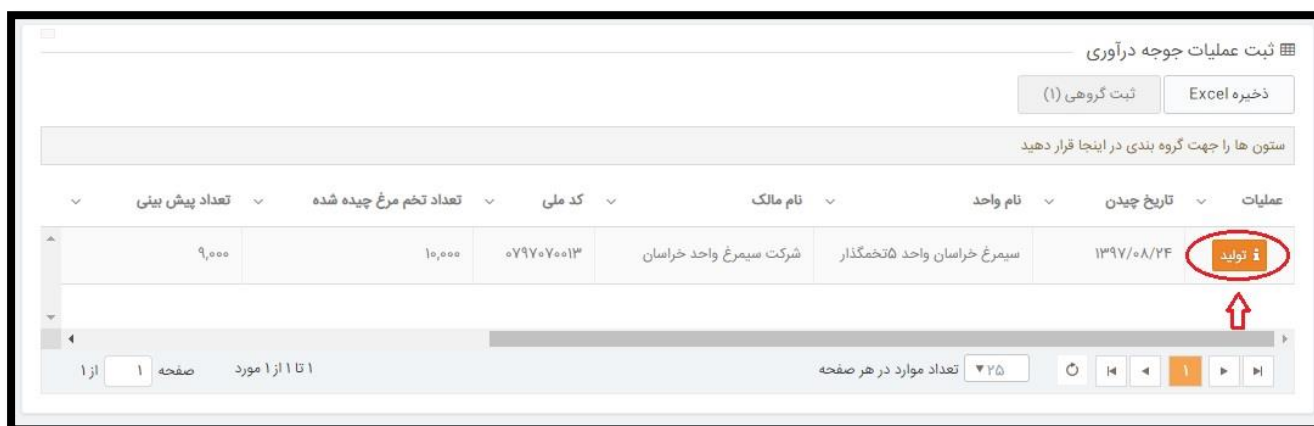 ثبت عملیات جوجه درآوری
ذخیره Excel ثبت گروهی (۱)
ستون ها را جهت گروه بندی در اینجا قرار دهید
عملیات تاریخ چیدن نام واحد نام مالک کد ملی تعداد تخم مرغ چیده شده تعداد پیش بینی
تولید ۱۳۹۷/۰۸/۲۴ سیمرغ خراسان واحد ۵تخمگذار شرکت سیمرغ واحد خراسان ۰۷۹۷۰۷۰۰۱۳ ۱۰,۰۰۰ ۹,۰۰۰
۱ ۲۵ تعداد موارد در هر صفحه ۱ تا ۱ از ۱ مورد صفحه ۱ از ۱